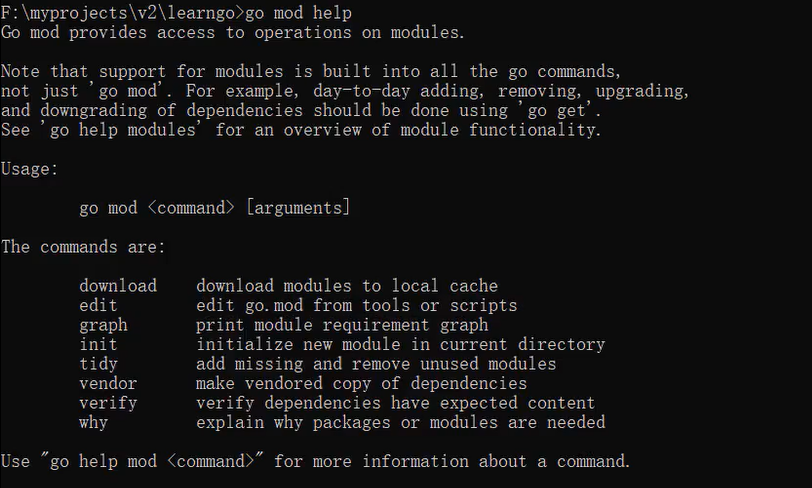 F:\myprojects\v2\learngo>go mod help
Go mod provides access to operations on modules.
Note that support for modules is built into all the go commands,
not just 'go mod'. For example, day-to-day adding, removing, upgrading,
and downgrading of dependencies should be done using 'go get'.
See 'go help modules' for an overview of module functionality.
Usage:
go mod <command> [arguments]
The commands are:
download    download modules to local cache
edit        edit go.mod from tools or scripts
graph       print module requirement graph
init        initialize new module in current directory
tidy        add missing and remove unused modules
vendor      make vendored copy of dependencies
verify      verify dependencies have expected content
why         explain why packages or modules are needed
Use "go help mod <command>" for more information about a command.